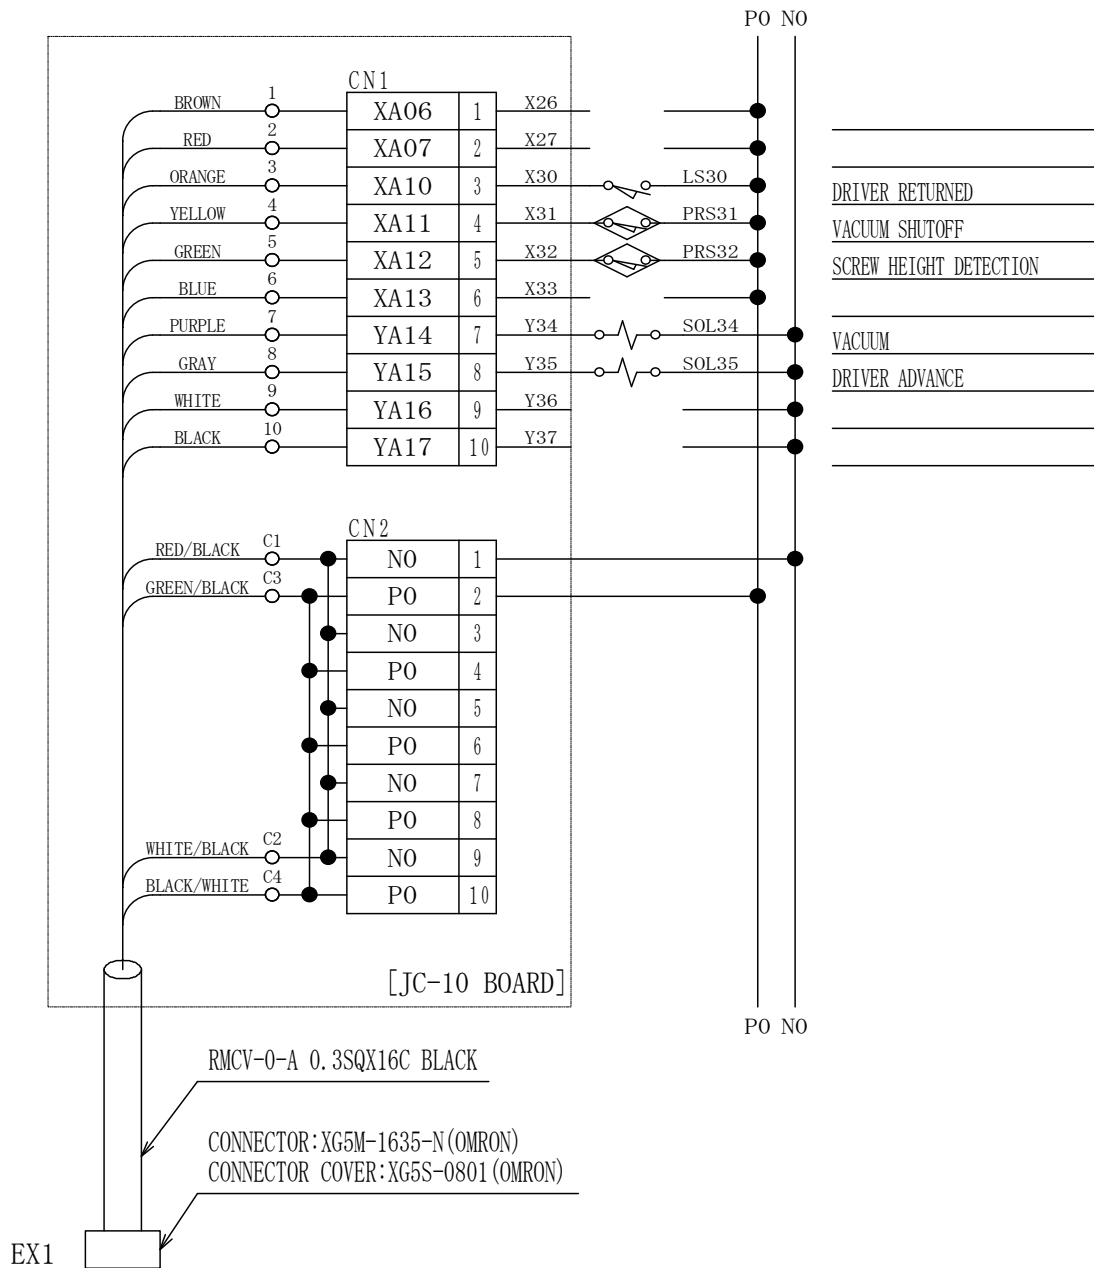 P0 N0
CN1
BROWN 1 XA06 1 X26
RED 2 XA07 2 X27
ORANGE 3 XA10 3 X30 LS30 DRIVER RETURNED
YELLOW 4 XA11 4 X31 PRS31 VACUUM SHUTOFF
GREEN 5 XA12 5 X32 PRS32 SCREW HEIGHT DETECTION
BLUE 6 XA13 6 X33
PURPLE 7 YA14 7 Y34 SOL34 VACUUM
GRAY 8 YA15 8 Y35 SOL35 DRIVER ADVANCE
WHITE 9 YA16 9 Y36
BLACK 10 YA17 10 Y37
CN2
RED/BLACK C1 N0 1
GREEN/BLACK C3 P0 2
N0 3
P0 4
N0 5
P0 6
N0 7
P0 8
WHITE/BLACK C2 N0 9
BLACK/WHITE C4 P0 10
[JC-10 BOARD]
P0 N0
RMCV-0-A 0.3SQX16C BLACK
CONNECTOR:XG5M-1635-N(OMRON)
CONNECTOR COVER:XG5S-0801(OMRON)
EX1